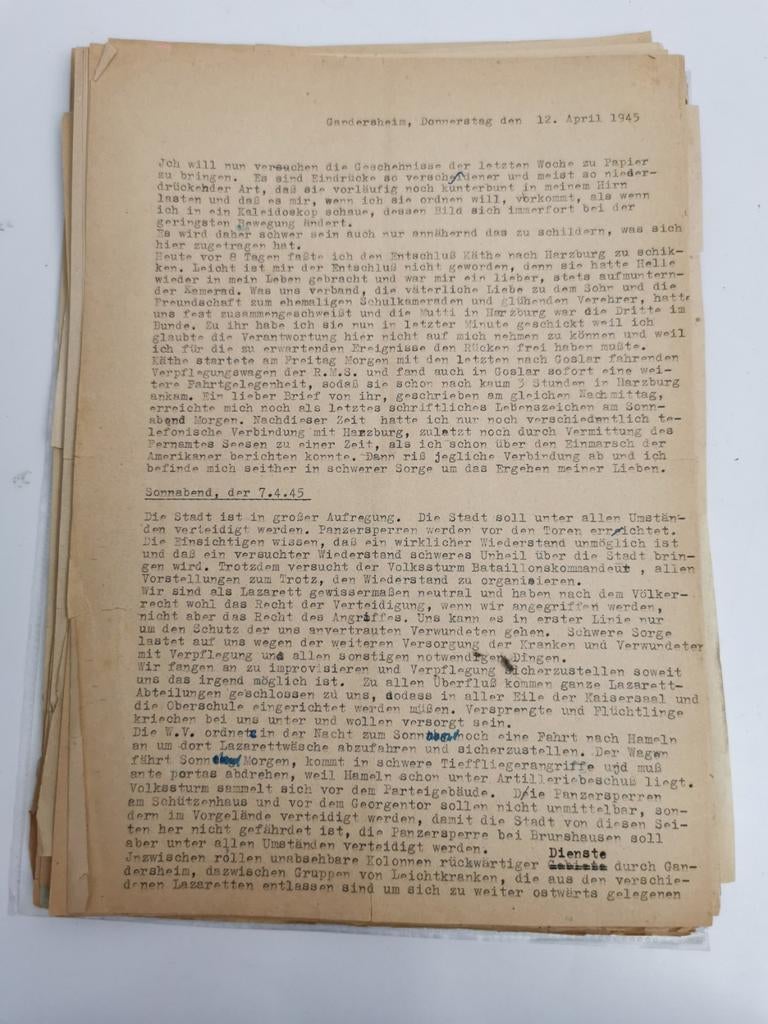 Gandersheim, Donnerstag den 12. April 1945
Jch will nun versuchen die Geschehnisse der letzten Woche zu Papier
zu bringen. Es sind Eindrücke so verschidener und meist so nieder-
drückender Art, daß sie vorläufig noch kunterbunt in meinem Hirn
lasten und daß es mir, wenn ich sie ordnen will, vorkommt, als wenn
ich in ein Kaleidoskop schaue, dessen Bild sich immerfort bei der
geringsten Bewegung ändert.
Es wird daher schwer sein auch nur annähernd das zu schildern, was sich
hier zugetragen hat.
Heute vor 8 Tagen faßte ich den Entschluß Käthe nach Harzburg zu schik-
ken. Leicht ist mir der Entschluß nicht geworden, denn sie hatte Helle
wieder in mein Leben gebracht und war mir ein lieber, stets aufmuntern-
der Kamerad. Was uns verband, die väterliche Liebe zu dem Sohn und die
Freundschaft zum ehemaligen Schulkameraden und glühenden Verehrer, hatte
uns fest zusammengeschweißt und die Mutti in Harzburg war die Dritte im
Bunde. Zu ihr habe ich sie nun in letzter Minute geschickt weil ich
glaubte die Verantwortung hier nicht auf mich nehmen zu können und weil
ich für die zu erwartenden Ereignisse den Rücken frei haben mußte.
Käthe startete am Freitag Morgen mit den letzten nach Goslar fahrenden
Verpflegungswagen der R.M.S. und fand auch in Goslar sofort eine wei-
tere Fahrtgelegenheit, sodaß sie schon nach kaum 3 Stunden in Harzburg
ankam. Ein lieber Brief von ihr, geschrieben am gleichen Nachmittag,
erreichte mich noch als letztes schriftliches Lebenszeichen am Sonn-
abend Morgen. Nachdieser Zeit hatte ich nur noch verschiedentlich te-
lefonische Verbindung mit Harzburg, zuletzt noch durch Vermittung des
Fernamtes Seesen zu einer Zeit, als ich schon über den Einmarsch der
Amerikaner berichten konnte. Dann riß jegliche Verbindung ab und ich
befinde mich seither in schwerer Sorge um das Ergehen meiner Lieben.
Sonnabend, der 7.4.45
Die Stadt ist in großer Aufregung. Die Stadt soll unter allen Umstän-
den verteidigt werden. Panzersperren werden vor den Toren errichtet.
Die Einsichtigen wissen, daß ein wirklicher Wiederstand unmöglich ist
und daß ein versuchter Wiederstand schweres Unheil über die Stadt brin-
gen wird. Trotzdem versucht der Volkssturm Bataillonskommandeur , allen
Vorstellungen zum Trotz, den Wiederstand zu organisieren.
Wir sind als Lazarett gewissermaßen neutral und haben nach dem Völker-
recht wohl das Recht der Verteidigung, wenn wir angegriffen werden,
nicht aber das Recht des Angriffes. Uns kann es in erster Linie nur
um den Schutz der uns anvertrauten Verwundeten gehen. Schwere Sorge
lastet auf uns wegen der weiteren Versorgung der Kranken und Verwundeter
mit Verpflegung und allen sonstigen notwendigen Dingen.
Wir fangen an zu improvisieren und Verpflegung sicherzustellen soweit
uns das irgend möglich ist. Zu allen Überfluß kommen ganze Lazarett-
Abteilungen geschlossen zu uns, dodass in aller Eile der Kaisersaal und
die Oberschule eingerichtet werden müßen. Versprengte und Flüchtlinge
kriechen bei uns unter und wollen versorgt sein.
Die W.V. ordnet in der Nacht zum Sonn noch eine Fahrt nach Hameln
an um dort Lazarettwäsche abzufahren und sicherzustellen. Der Wagen
fährt Sonn Morgen, kommt in schwere Tieffliegerangriffe und muß
ante portas abdrehen, weil Hameln schon unter Artilleriebeschuß liegt.
Volkssturm sammelt sich vor dem Parteigebäude. Die Panzersperren
am Schützenhaus und vor dem Georgentor sollen nicht unmittelbar, son-
dern im Vorgelände verteidigt werden, damit die Stadt von diesen Sei-
ten her nicht gefährdet ist, die Panzersperre bei Brunshausen soll
aber unter allen Umständen verteidigt werden.
Jnzwischen rollen unabsehbare Kolonnen rückwärtiger Dienste durch Gan-
dersheim, dazwischen Gruppen von Leichtkranken, die aus den verschie-
denen Lazaretten entlassen sind um sich zu weiter ostwärts gelegenen